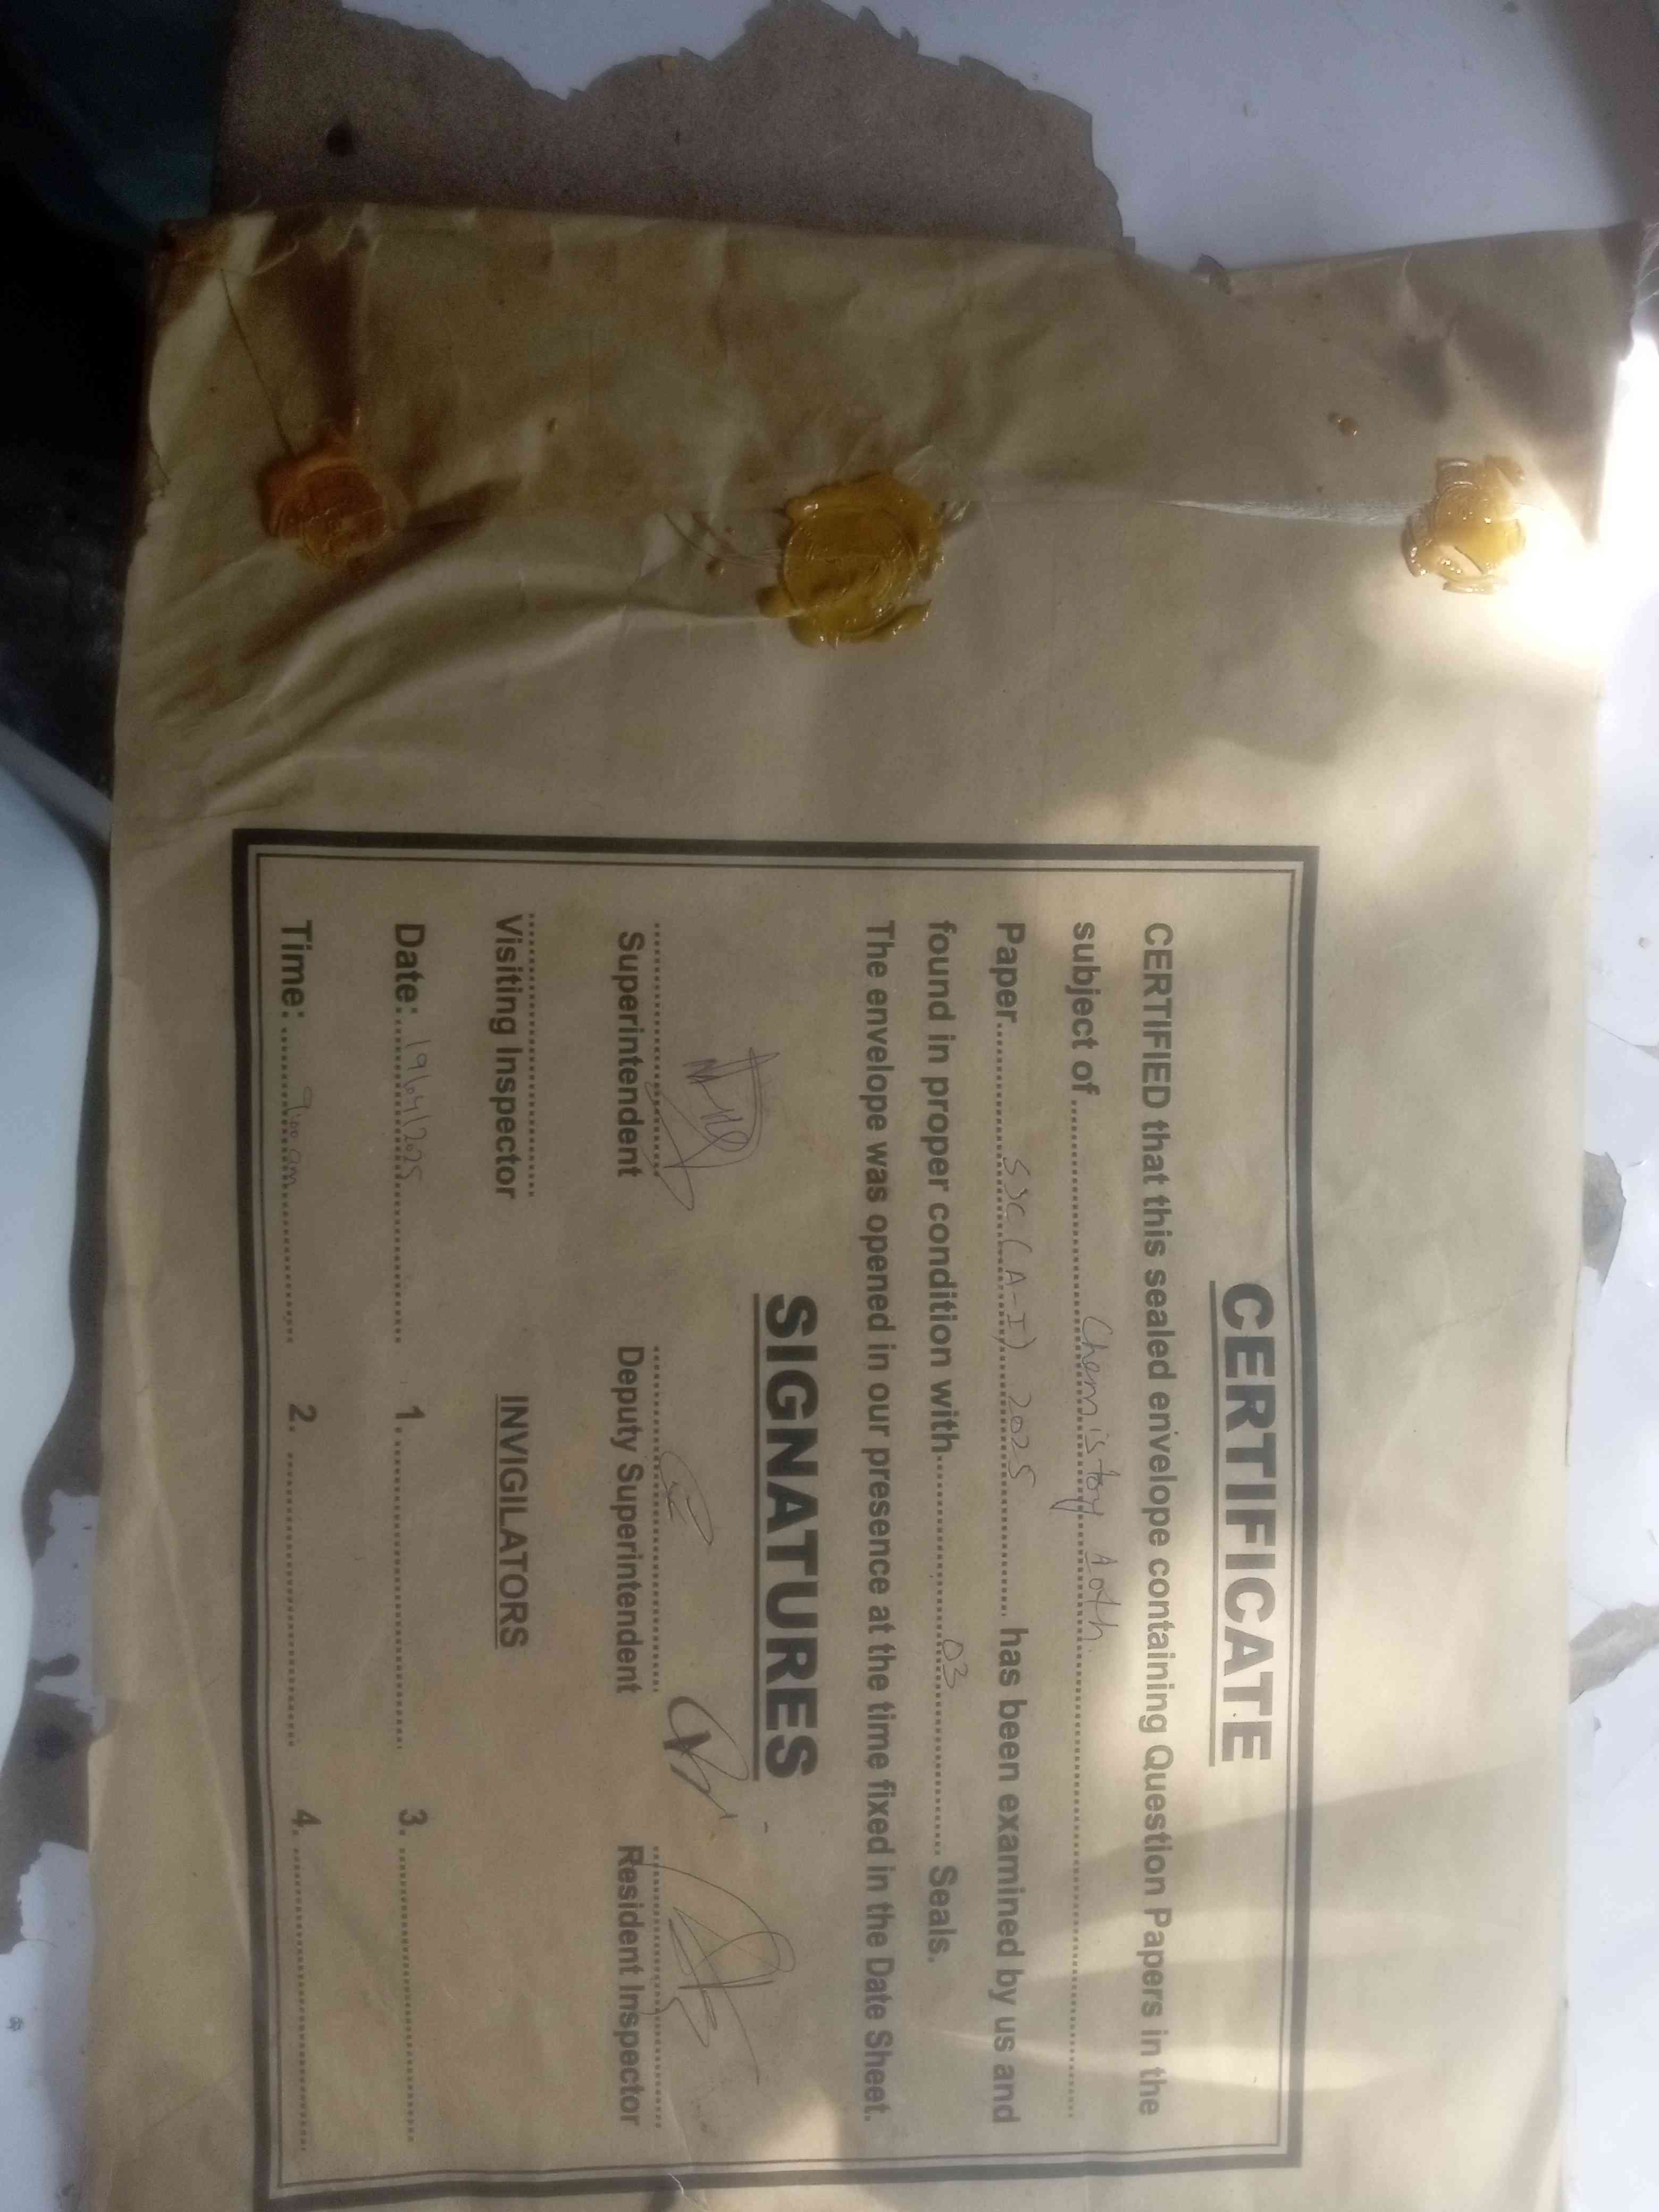 CERTIFICATE
CERTIFIED that this sealed envelope containing Question Papers in the
subject of .......... Chemistry 10th ..........
Paper.......... SSC (A-I) 2025 .......... has been examined by us and
found in proper condition with.......... 03 .......... Seals.
The envelope was opened in our presence at the time fixed in the Date Sheet.
SIGNATURES
Superintendent Deputy Superintendent Resident Inspector
Visiting Inspector INVIGILATORS
Date: 19/04/2025 1. .......... 3. ..........
Time: 9:00 am 2. .......... 4. ..........